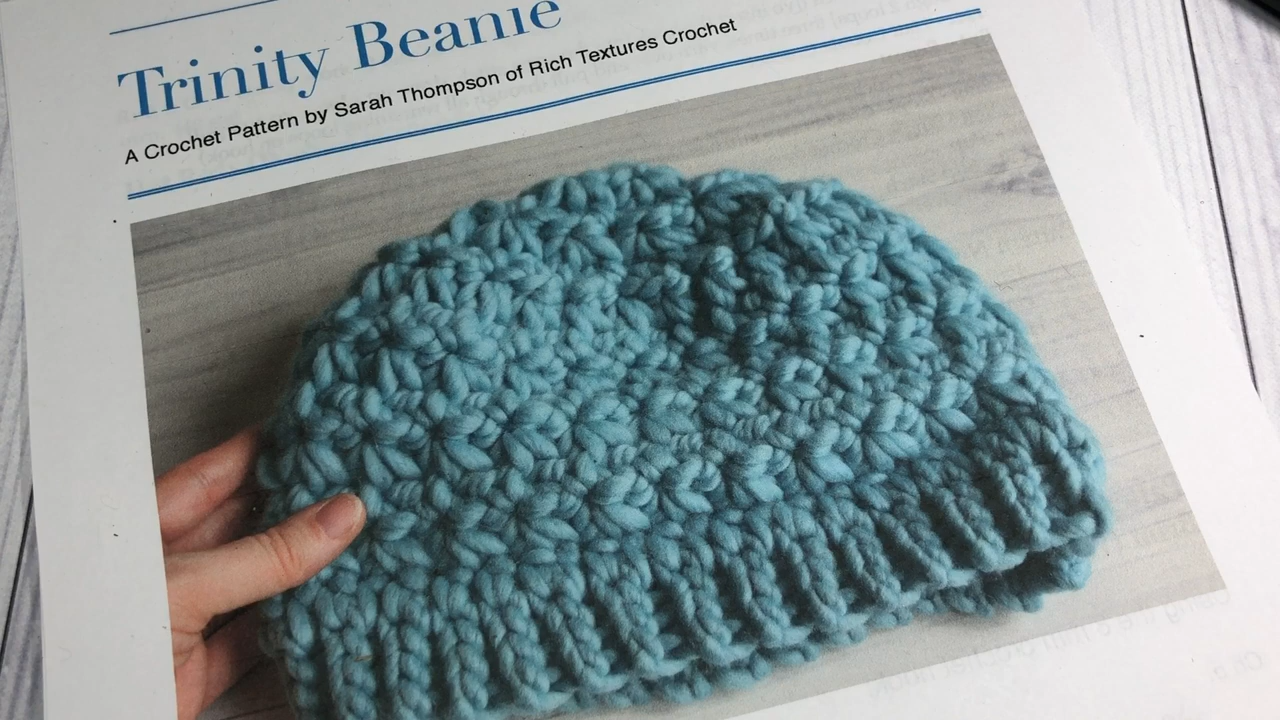 Trinity Beanie
A Crochet Pattern by Sarah Thompson of Rich Textures Crochet